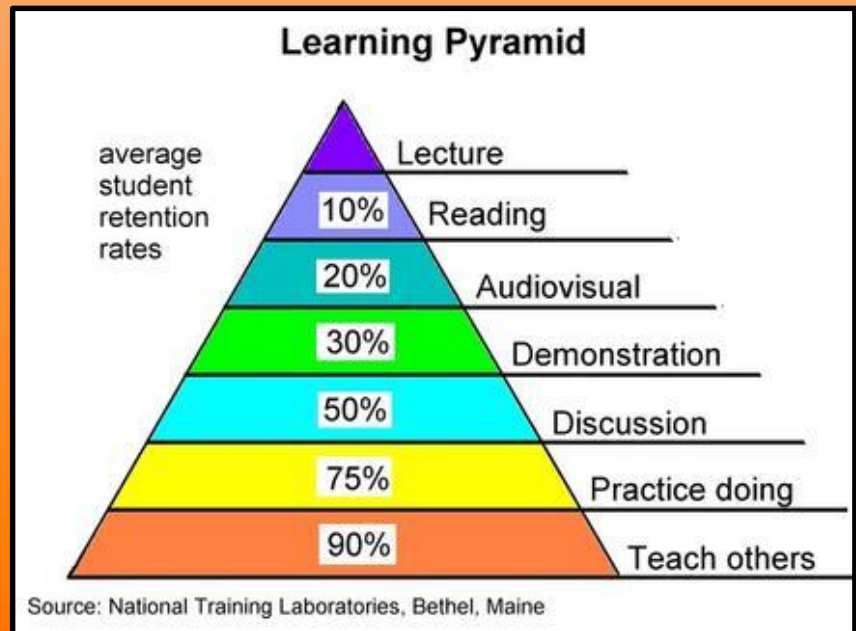 Learning Pyramid
average
student
retention
rates
Lecture
10% Reading
20% Audiovisual
30% Demonstration
50% Discussion
75% Practice doing
90% Teach others
Source: National Training Laboratories, Bethel, Maine